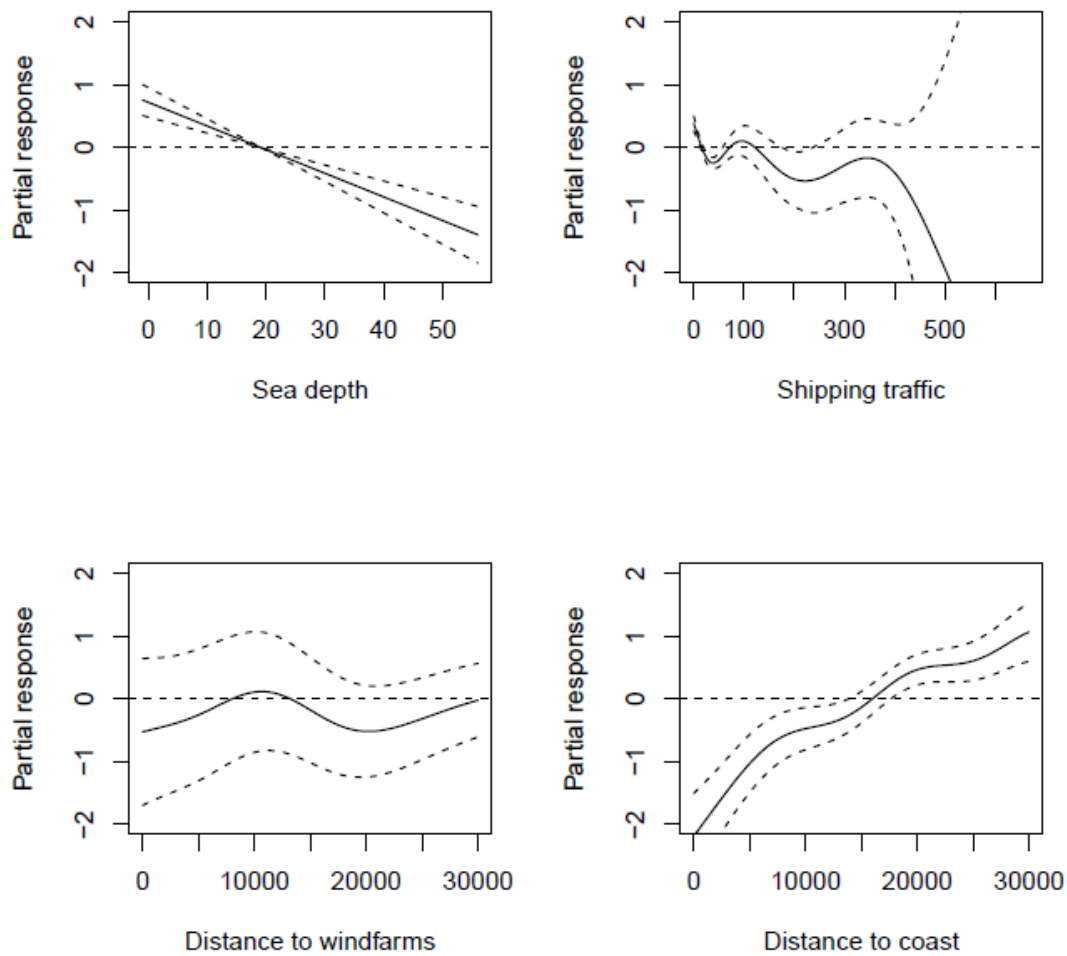 Partial response
2
1
0
−1
−2
0 10 20 30 40 50
Sea depth
Partial response
2
1
0
−1
−2
0 100 300 500
Shipping traffic
Partial response
2
1
0
−1
−2
0 10000 20000 30000
Distance to windfarms
Partial response
2
1
0
−1
−2
0 10000 20000 30000
Distance to coast